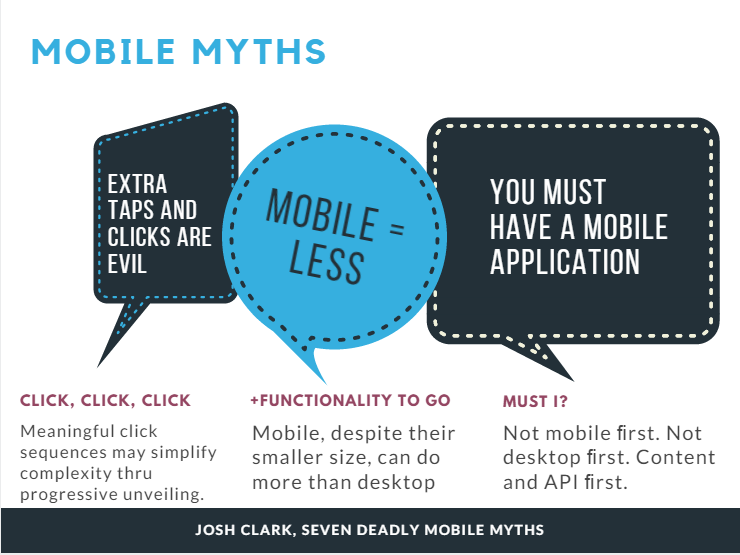 MOBILE MYTHS
EXTRA
TAPS AND
CLICKS ARE
EVIL
MOBILE =
LESS
YOU MUST
HAVE A MOBILE
APPLICATION
CLICK, CLICK, CLICK
Meaningful click
sequences may simplify
complexity thru
progressive unveiling.
+FUNCTIONALITY TO GO
Mobile, despite their
smaller size, can do
more than desktop
MUST I?
Not mobile first. Not
desktop first. Content
and API first.
JOSH CLARK, SEVEN DEADLY MOBILE MYTHS